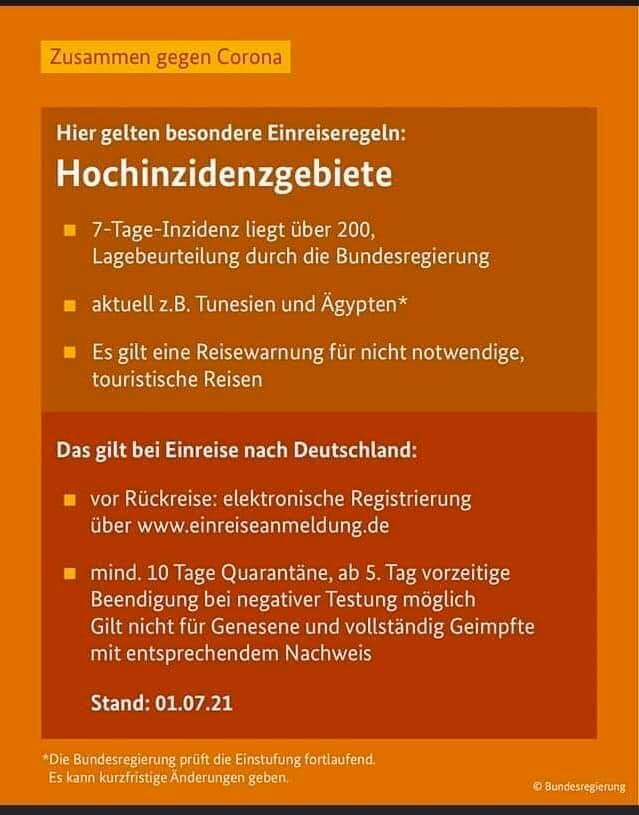 Zusammen gegen Corona
Hier gelten besondere Einreiseregeln:
Hochinzidenzgebiete
7-Tage-Inzidenz liegt über 200,
Lagebeurteilung durch die Bundesregierung
aktuell z.B. Tunesien und Ägypten*
Es gilt eine Reisewarnung für nicht notwendige,
touristische Reisen
Das gilt bei Einreise nach Deutschland:
vor Rückreise: elektronische Registrierung
über www.einreiseanmeldung.de
mind. 10 Tage Quarantäne, ab 5. Tag vorzeitige
Beendigung bei negativer Testung möglich
Gilt nicht für Genesene und vollständig Geimpfte
mit entsprechendem Nachweis
Stand: 01.07.21
*Die Bundesregierung prüft die Einstufung fortlaufend.
Es kann kurzfristige Änderungen geben.
© Bundesregierung